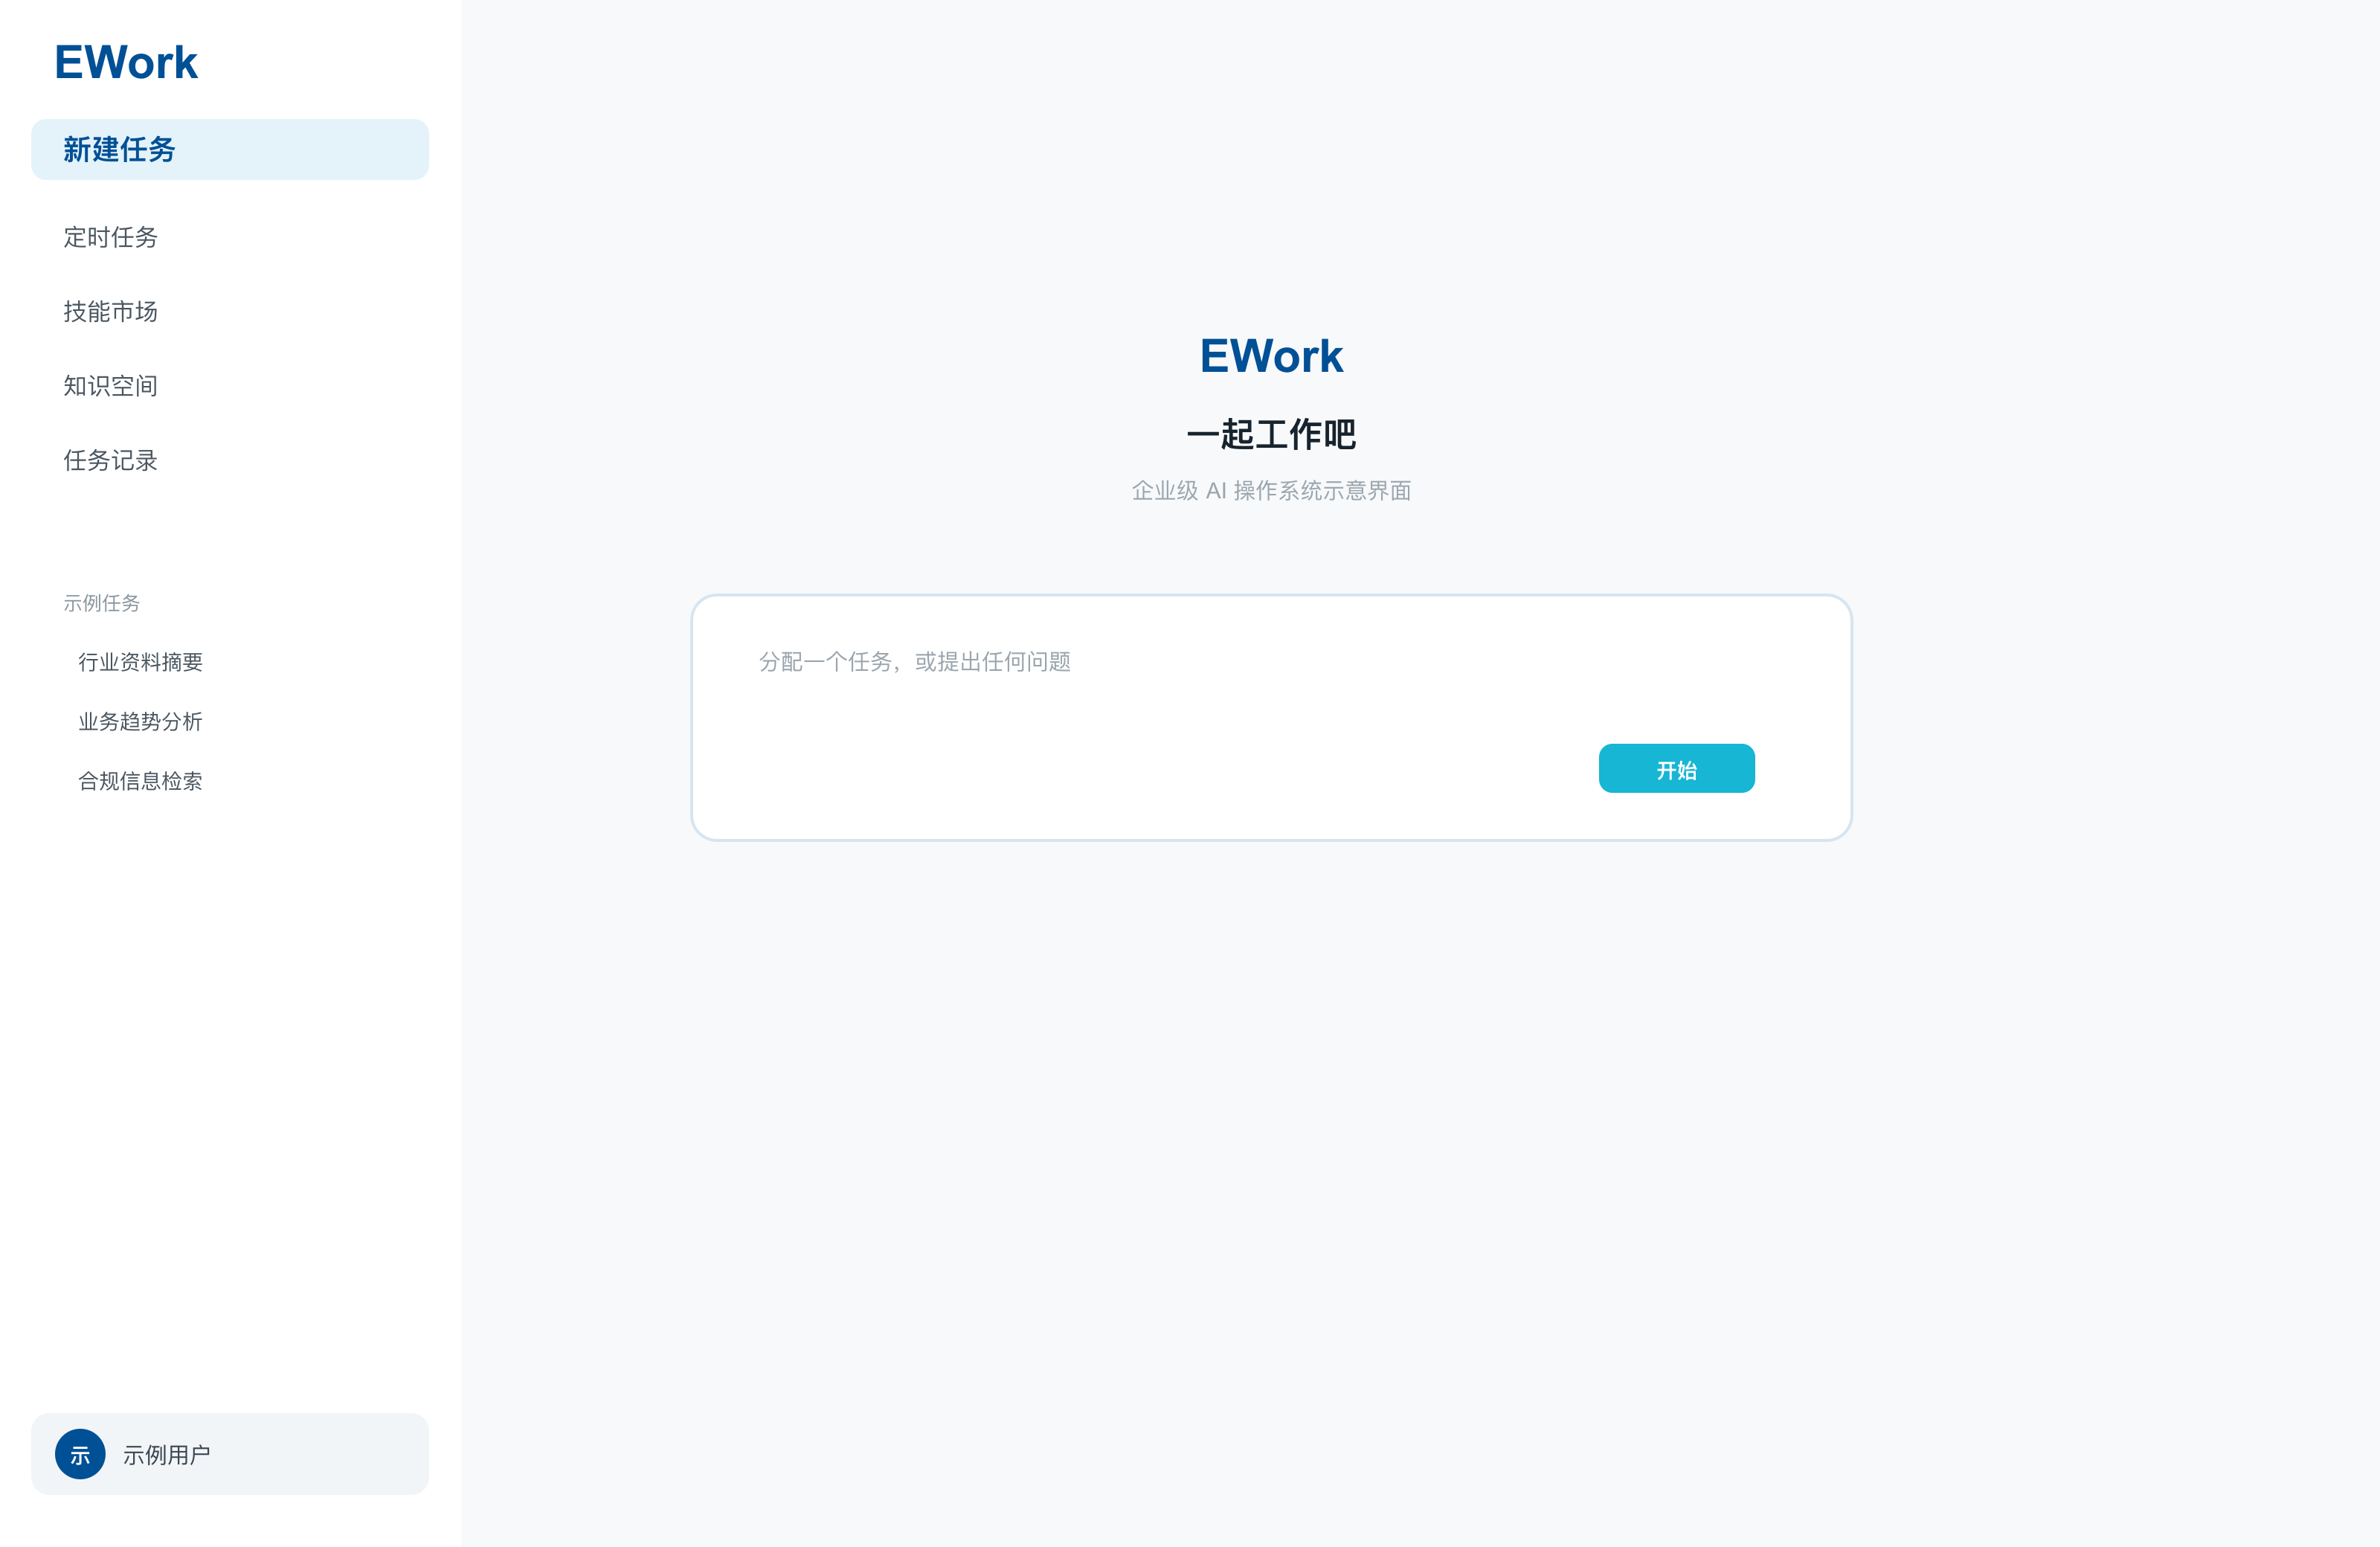 EWork
新建任务
定时任务
技能市场
知识空间
任务记录
示例任务
行业资料摘要
业务趋势分析
合规信息检索
示 示例用户
EWork
一起工作吧
企业级 AI 操作系统示意界面
分配一个任务，或提出任何问题
开始